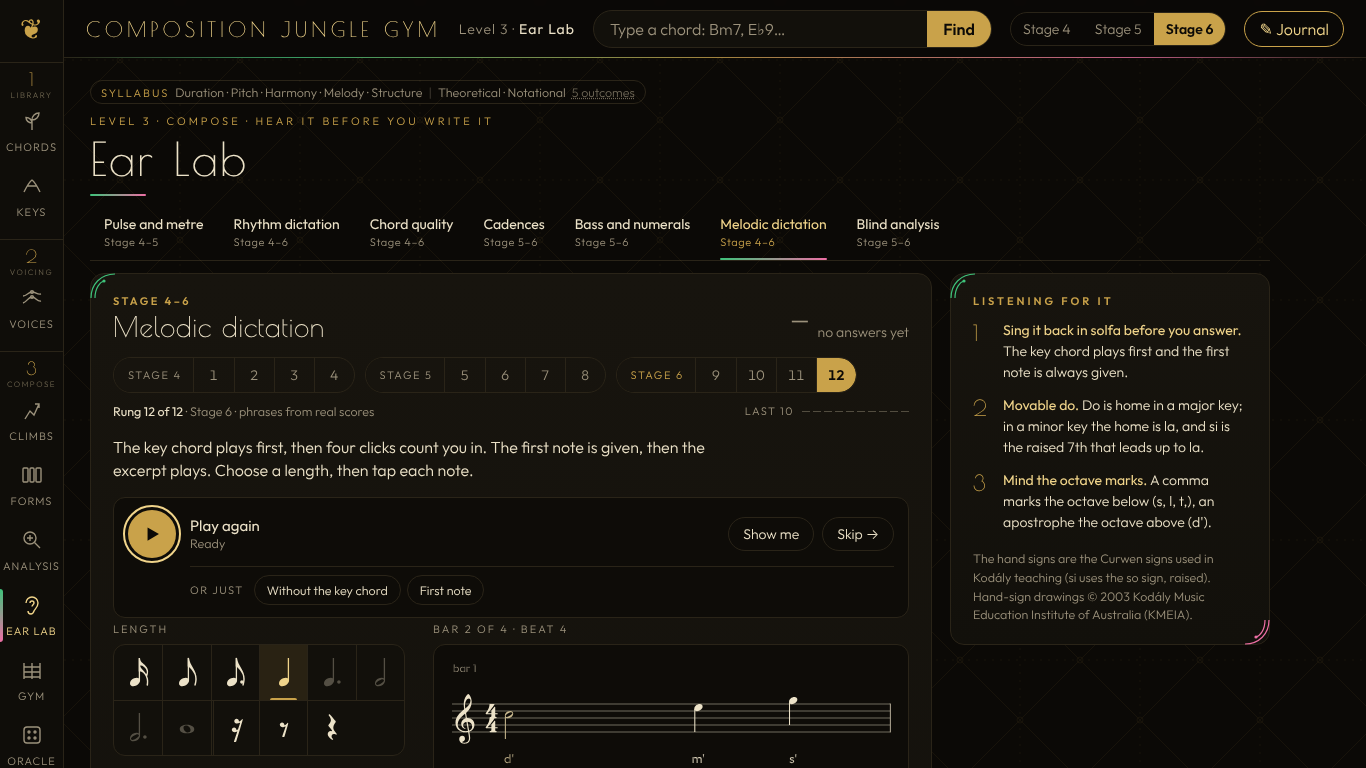 COMPOSITION JUNGLE GYM
Level 3 · Ear Lab
Type a chord: Bm7, E♭9…
Find
Stage 4
Stage 5
Stage 6
✎ Journal
1
LIBRARY
CHORDS
KEYS
2
VOICING
VOICES
3
COMPOSE
CLIMBS
FORMS
ANALYSIS
EAR LAB
GYM
ORACLE
SYLLABUS Duration · Pitch · Harmony · Melody · Structure | Theoretical · Notational 5 outcomes
LEVEL 3 · COMPOSE · HEAR IT BEFORE YOU WRITE IT
Ear Lab
Pulse and metre
Stage 4–5
Rhythm dictation
Stage 4–6
Chord quality
Stage 4–6
Cadences
Stage 5–6
Bass and numerals
Stage 5–6
Melodic dictation
Stage 4–6
Blind analysis
Stage 5–6
STAGE 4–6
Melodic dictation
— no answers yet
STAGE 4 1 2 3 4
STAGE 5 5 6 7 8
STAGE 6 9 10 11 12
Rung 12 of 12 · Stage 6 · phrases from real scores
LAST 10
The key chord plays first, then four clicks count you in. The first note is given, then the
excerpt plays. Choose a length, then tap each note.
Play again
Ready
Show me
Skip →
OR JUST
Without the key chord
First note
LENGTH
BAR 2 OF 4 · BEAT 4
bar 1
4
4
d' m' s'
LISTENING FOR IT
1 Sing it back in solfa before you answer.
The key chord plays first and the first
note is always given.
2 Movable do. Do is home in a major key;
in a minor key the home is la, and si is
the raised 7th that leads up to la.
3 Mind the octave marks. A comma
marks the octave below (s, l, t,), an
apostrophe the octave above (d').
The hand signs are the Curwen signs used in
Kodály teaching (si uses the so sign, raised).
Hand-sign drawings © 2003 Kodály Music
Education Institute of Australia (KMEIA).